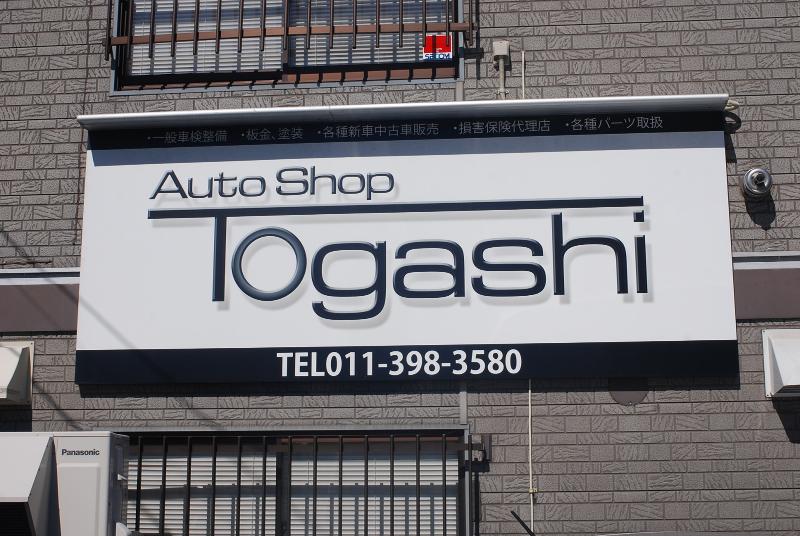 SECOM
・一般車検整備 ・板金、塗装 ・各種新車中古車販売 ・損害保険代理店 ・各種パーツ取扱
Auto Shop
Togashi
TEL011-398-3580
Panasonic